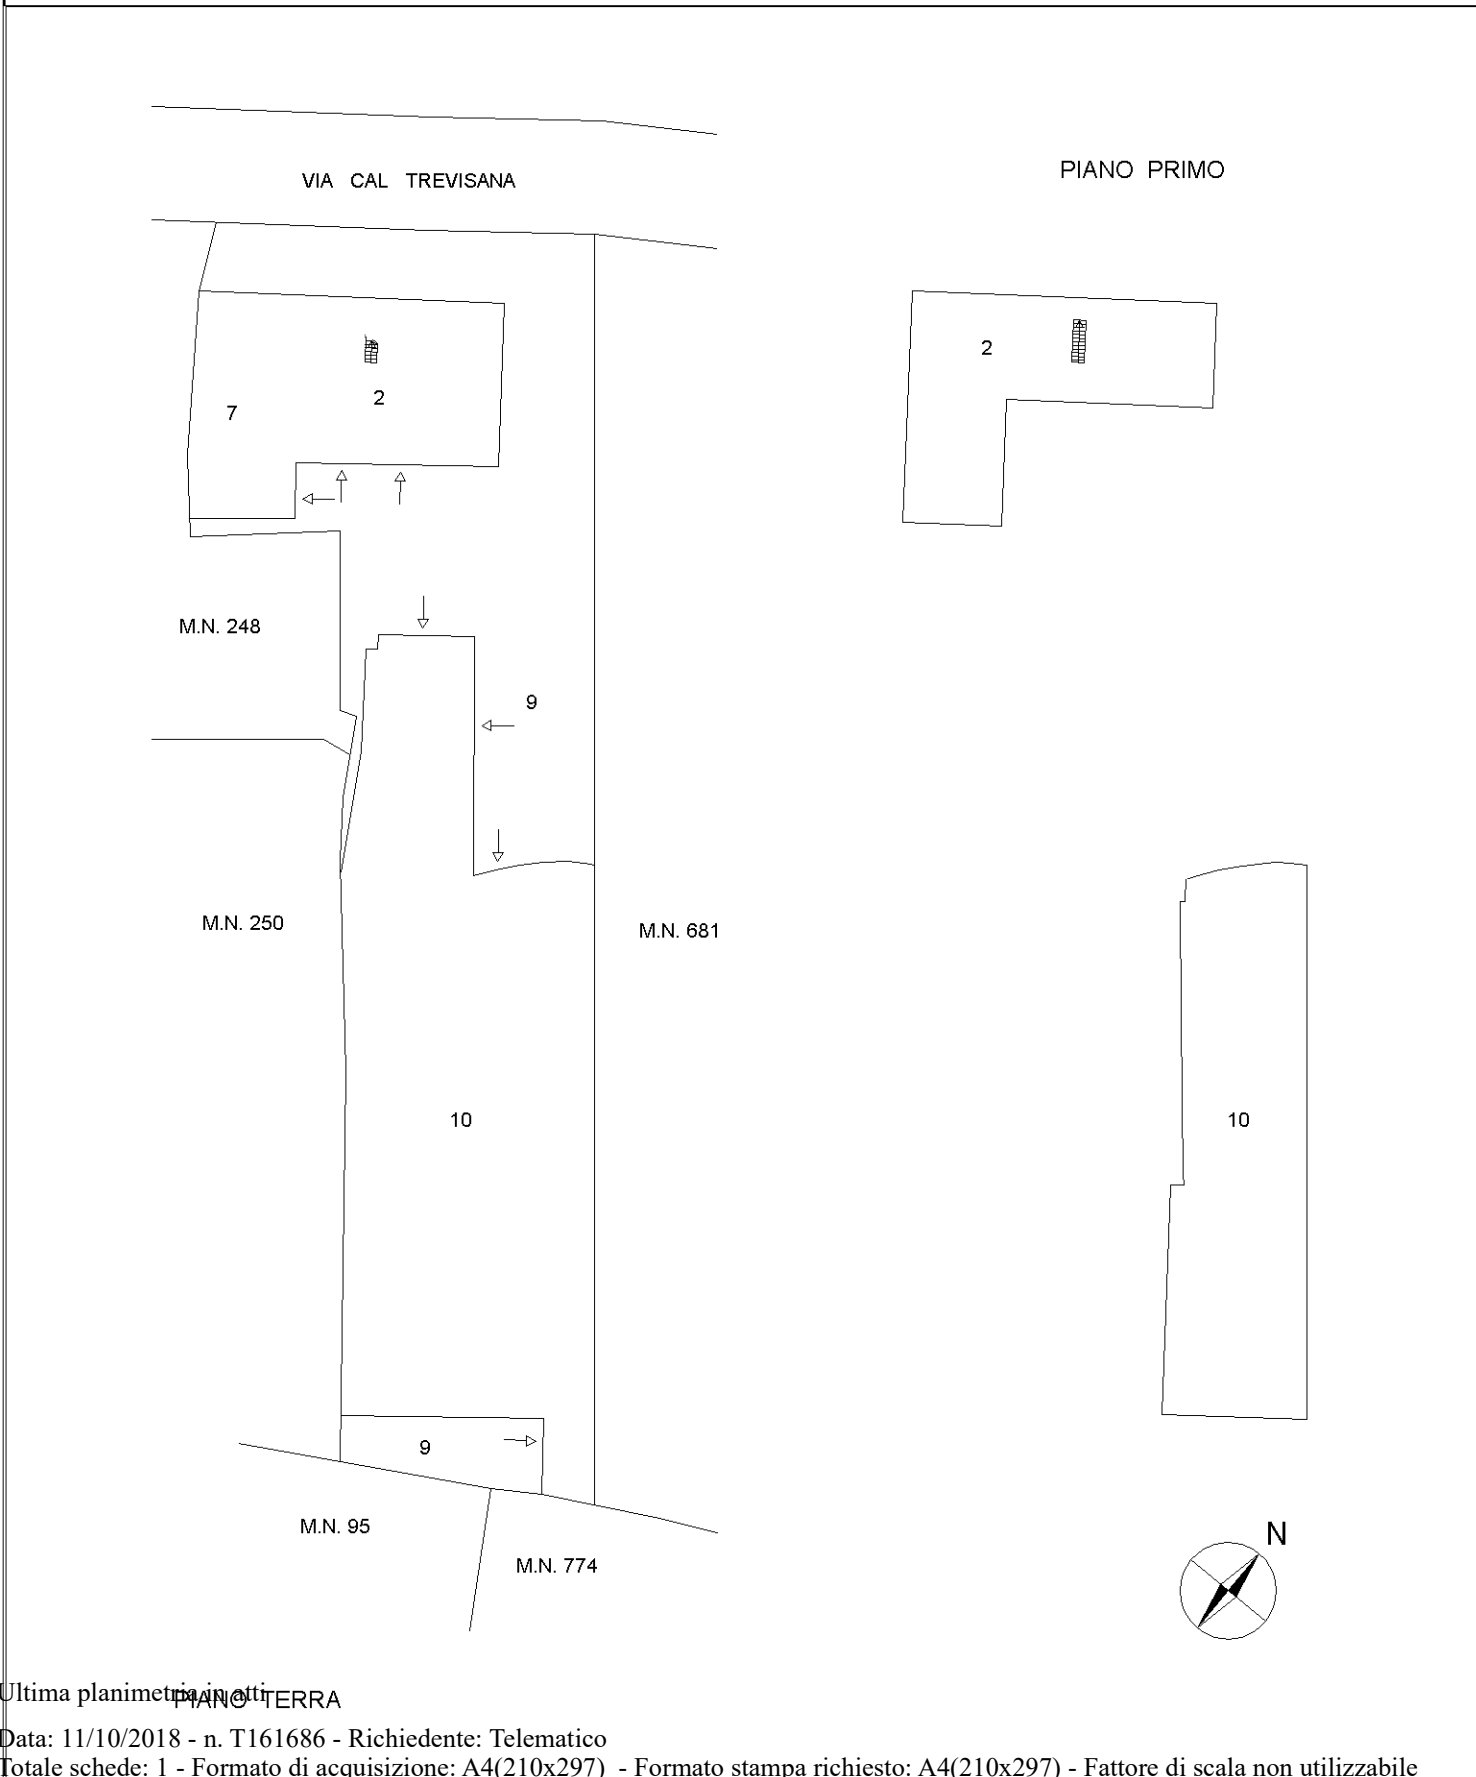 VIA CAL TREVISANA
PIANO PRIMO
2
2
7
M.N. 248
9
M.N. 250
M.N. 681
10
10
9
M.N. 95
N
M.N. 774
Ultima planimetria in atti
PIANO TERRA
Data: 11/10/2018 - n. T161686 - Richiedente: Telematico
Totale schede: 1 - Formato di acquisizione: A4(210x297) - Formato stampa richiesto: A4(210x297) - Fattore di scala non utilizzabile